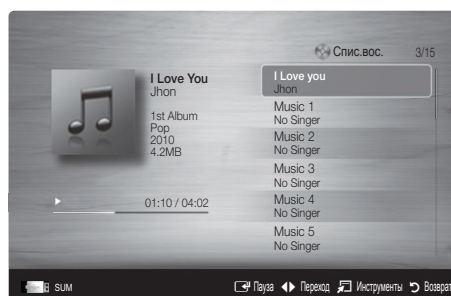 Спис.вос. 3/15
I Love You
Jhon
1st Album
Pop
2010
4.2MB
01:10 / 04:02
I Love you
Jhon
Music 1
No Singer
Music 2
No Singer
Music 3
No Singer
Music 4
No Singer
Music 5
No Singer
SUM Пауза Переход Инструменты Возврат